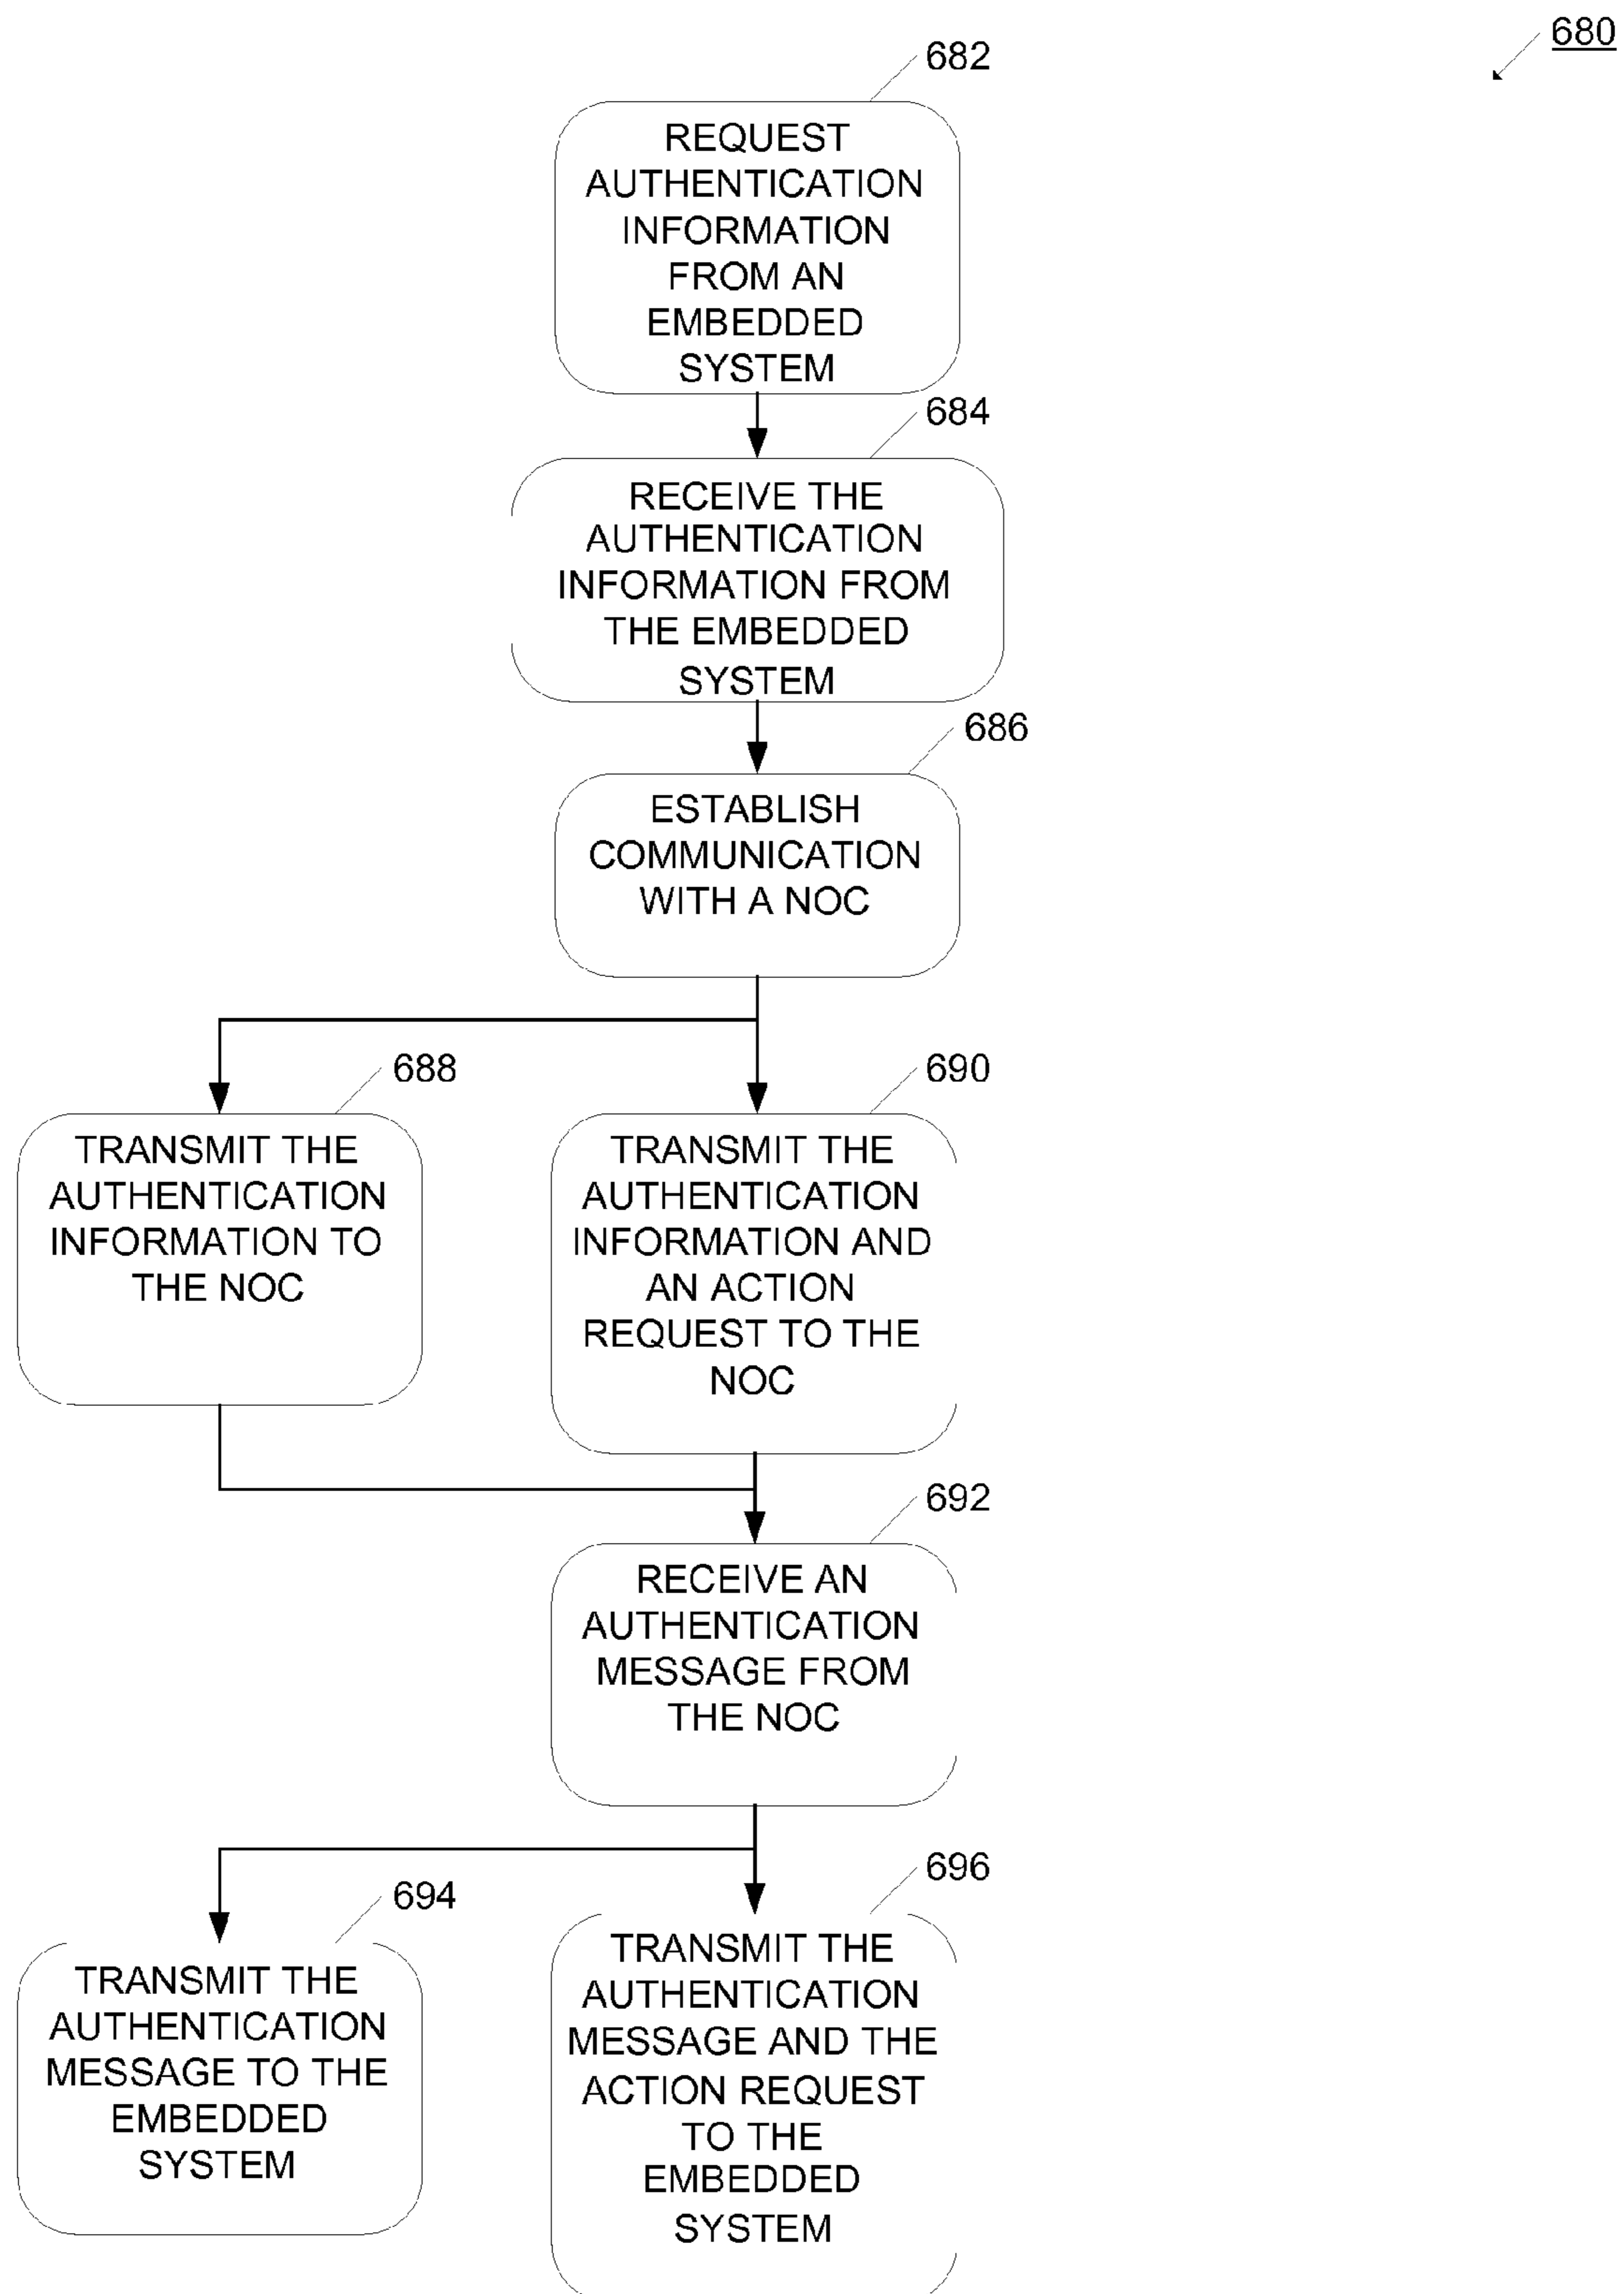 680
682
REQUEST
AUTHENTICATION
INFORMATION
FROM AN
EMBEDDED
SYSTEM
684
RECEIVE THE
AUTHENTICATION
INFORMATION FROM
THE EMBEDDED
SYSTEM
686
ESTABLISH
COMMUNICATION
WITH A NOC
688
TRANSMIT THE
AUTHENTICATION
INFORMATION TO
THE NOC
690
TRANSMIT THE
AUTHENTICATION
INFORMATION AND
AN ACTION
REQUEST TO THE
NOC
692
RECEIVE AN
AUTHENTICATION
MESSAGE FROM
THE NOC
694
TRANSMIT THE
AUTHENTICATION
MESSAGE TO THE
EMBEDDED
SYSTEM
696
TRANSMIT THE
AUTHENTICATION
MESSAGE AND THE
ACTION REQUEST
TO THE
EMBEDDED
SYSTEM